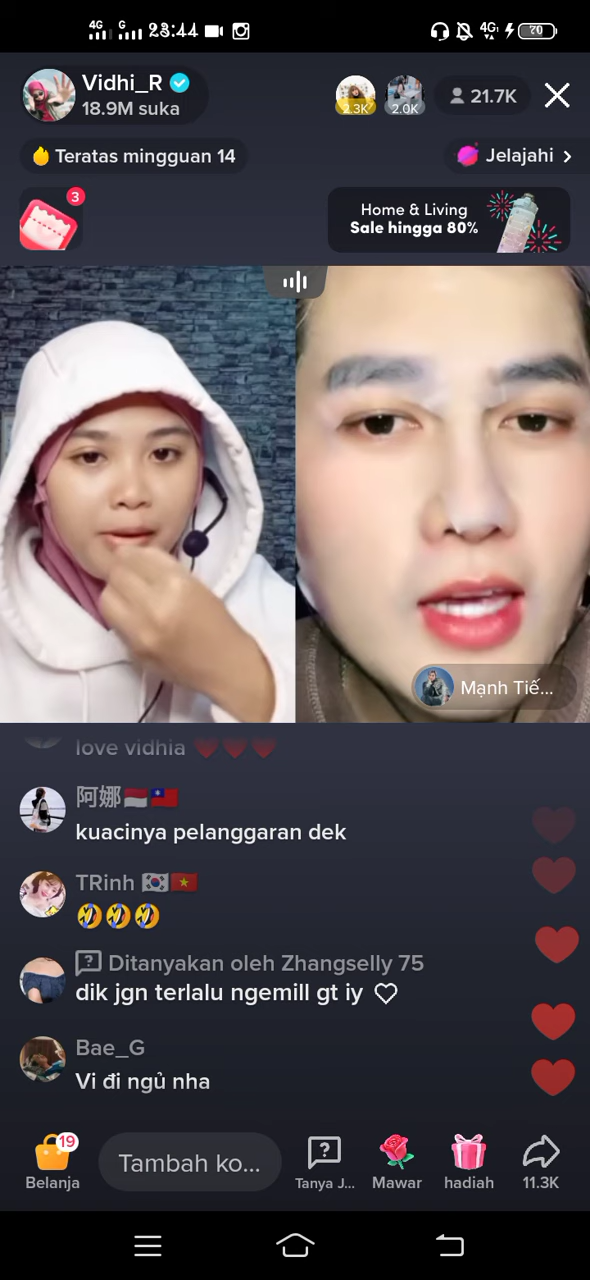 4G G 23:44 4G 70
Vidhi_R
18.9M suka
2.3K 2.0K 21.7K
Teratas mingguan 14
Jelajahi
3
Home & Living
Sale hingga 80%
Mạnh Tiế...
love vidhia ❤️❤️❤️
阿娜🇮🇩🇹🇼
kuacinya pelanggaran dek
TRinh 🇰🇷🇻🇳
🤣🤣🤣
Ditanyakan oleh Zhangselly 75
dik jgn terlalu ngemill gt iy ♡
Bae_G
Vi đi ngủ nha
19
Belanja
Tambah ko...
Tanya J...
Mawar
hadiah
11.3K